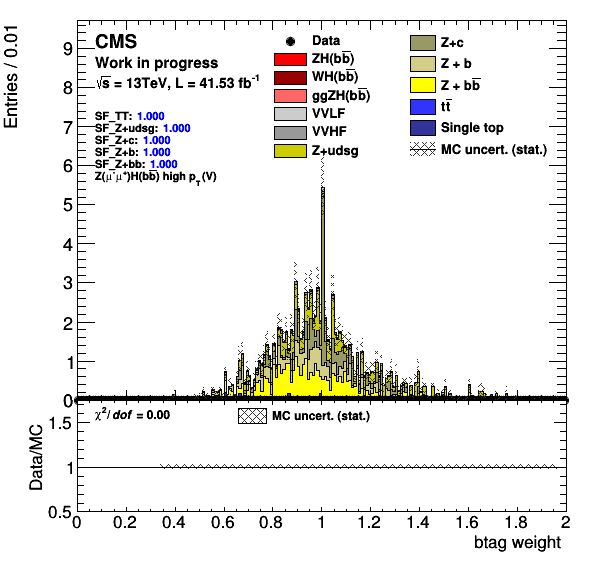 Entries / 0.01
CMS
Work in progress
√s = 13TeV, L = 41.53 fb⁻¹
SF_TT: 1.000
SF_Z+udsg: 1.000
SF_Z+c: 1.000
SF_Z+b: 1.000
SF_Z+bb: 1.000
Z(μ⁻μ⁺)H(bb̅) high p_T(V)
Data
ZH(bb̅)
WH(bb̅)
ggZH(bb̅)
VVLF
VVHF
Z+udsg
Z+c
Z + b
Z + bb̅
tt̅
Single top
MC uncert. (stat.)
9
8
7
6
5
4
3
2
1
0
χ²/dof = 0.00
MC uncert. (stat.)
Data/MC
1.5
1
0.5
0 0.2 0.4 0.6 0.8 1 1.2 1.4 1.6 1.8 2
btag weight